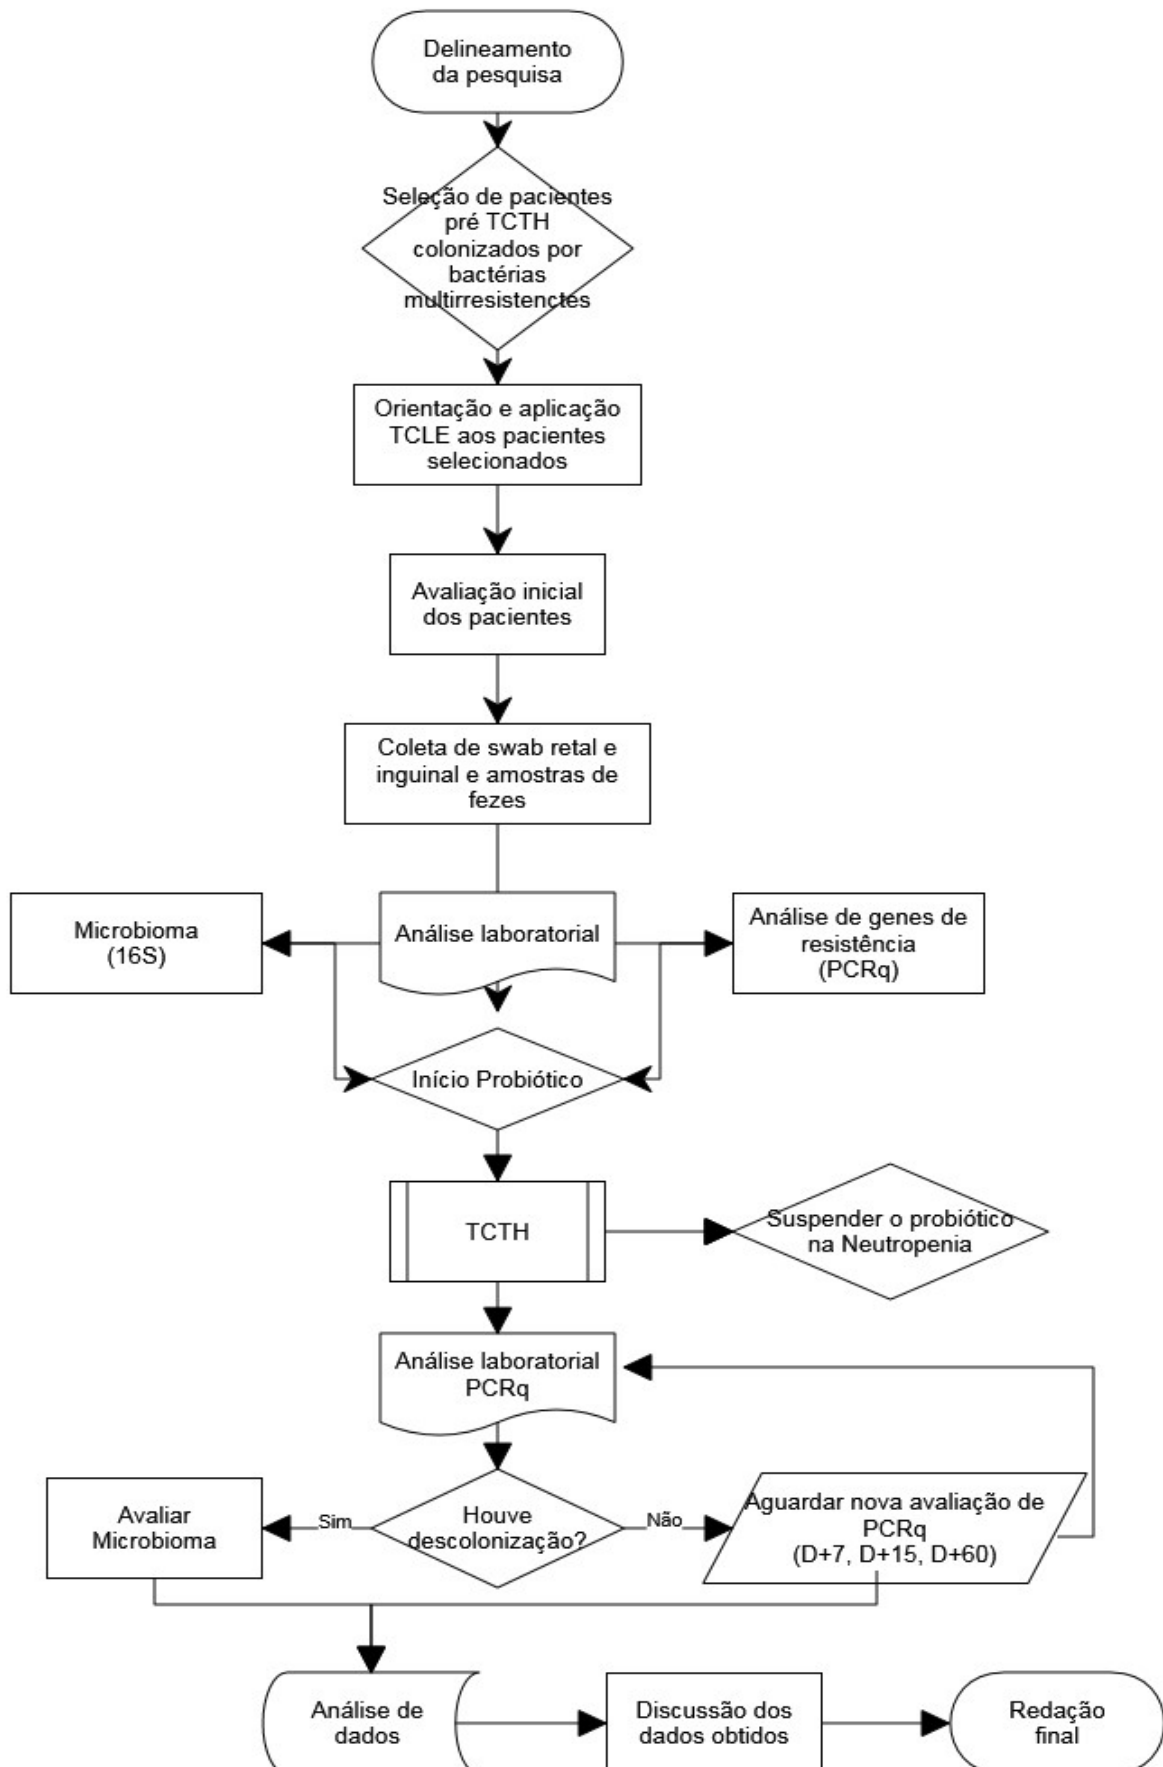 Delineamento
da pesquisa
Seleção de pacientes
pré TCTH
colonizados por
bactérias
multirresistenctes
Orientação e aplicação
TCLE aos pacientes
selecionados
Avaliação inicial
dos pacientes
Coleta de swab retal e
inguinal e amostras de
fezes
Microbioma
(16S)
Análise laboratorial
Análise de genes de
resistência
(PCRq)
Início Probiótico
TCTH
Suspender o probiótico
na Neutropenia
Análise laboratorial
PCRq
Avaliar
Microbioma
Sim
Houve
descolonização?
Não
Aguardar nova avaliação de
PCRq
(D+7, D+15, D+60)
Análise de
dados
Discussão dos
dados obtidos
Redação
final